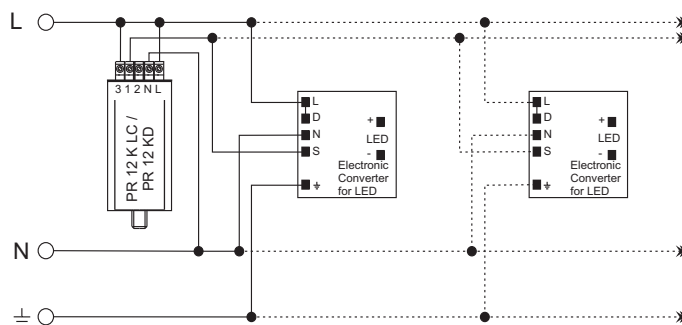 L
3 1 2 N L
PR 12 K LC /
PR 12 KD
L
D
N
S
+
LED
-
Electronic
Converter
for LED
L
D
N
S
+
LED
-
Electronic
Converter
for LED
N